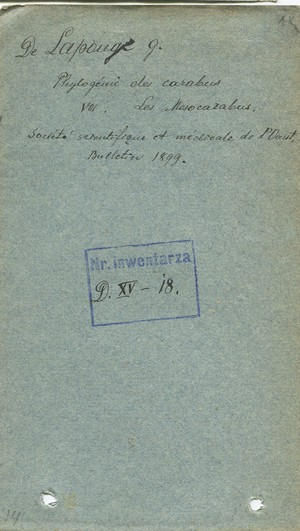 De Lapouge G.
Phylogénie des carabus
VIII. Les Mesocarabus.
Société scientifique et médicale de l'Ouest,
Bulletin 1899.
Nr. inwentarza
D. XV - 18.